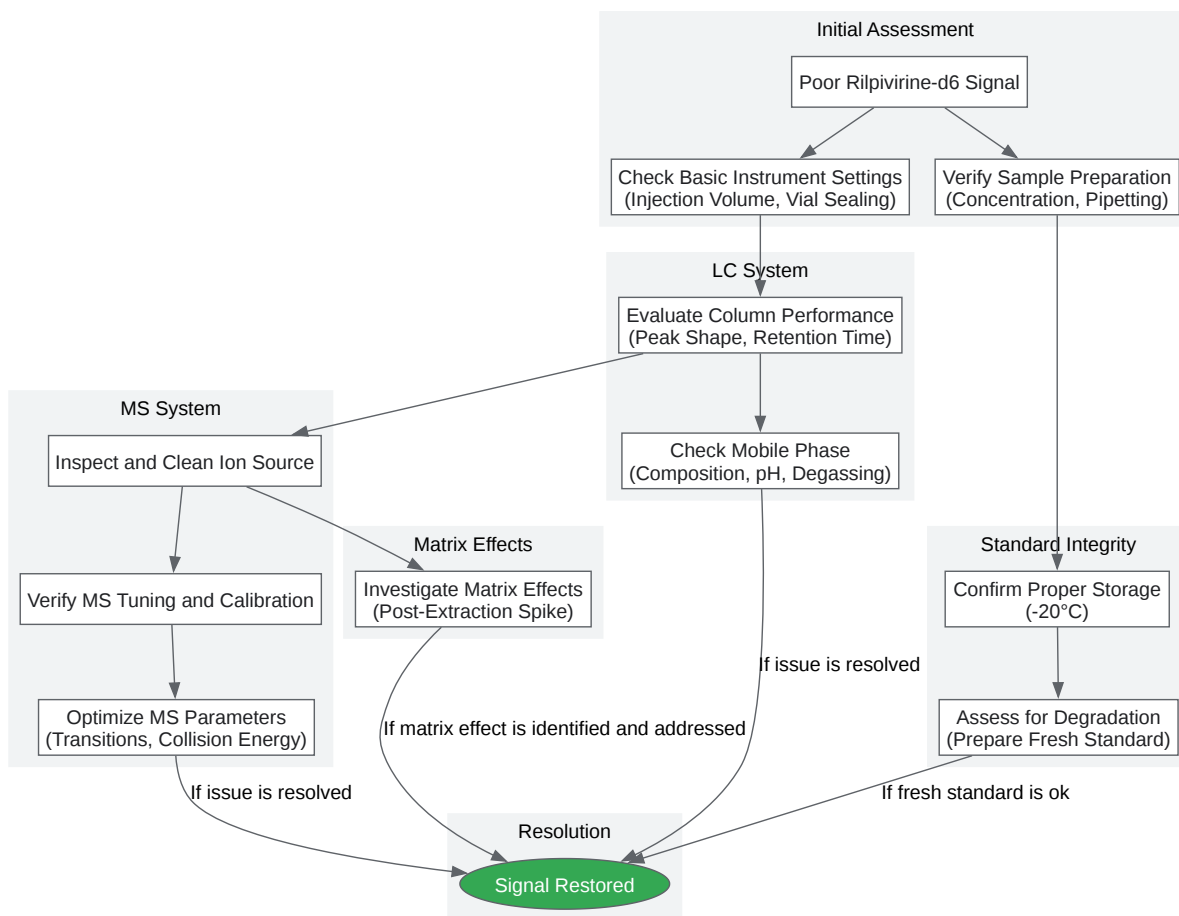 Initial Assessment
Poor Rilpivirine-d6 Signal
Check Basic Instrument Settings
(Injection Volume, Vial Sealing)
Verify Sample Preparation
(Concentration, Pipetting)
LC System
Evaluate Column Performance
(Peak Shape, Retention Time)
MS System
Inspect and Clean Ion Source
Check Mobile Phase
(Composition, pH, Degassing)
Matrix Effects
Standard Integrity
Verify MS Tuning and Calibration
Investigate Matrix Effects
(Post-Extraction Spike)
Confirm Proper Storage
(-20°C)
If issue is resolved
Optimize MS Parameters
(Transitions, Collision Energy)
If matrix effect is identified and addressed
Assess for Degradation
(Prepare Fresh Standard)
If issue is resolved
If fresh standard is ok
Resolution
Signal Restored